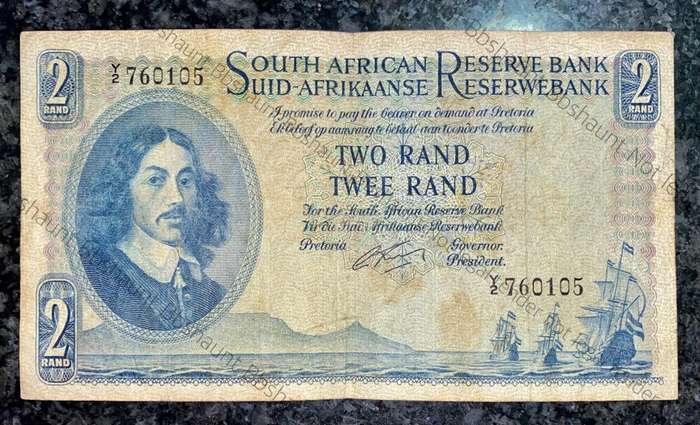 2
RAND
Y/2 760105
SOUTH AFRICAN RESERVE BANK
SUID-AFRIKAANSE RESERWEBANK
2
RAND
I promise to pay the bearer on demand at Pretoria
Ek beloof op aanvraag te betaal aan toonder te Pretoria
TWO RAND
TWEE RAND
For the South African Reserve Bank
Vir die Suid-Afrikaanse Reserwebank
Pretoria
Governor.
President.
Y/2 760105
2
RAND